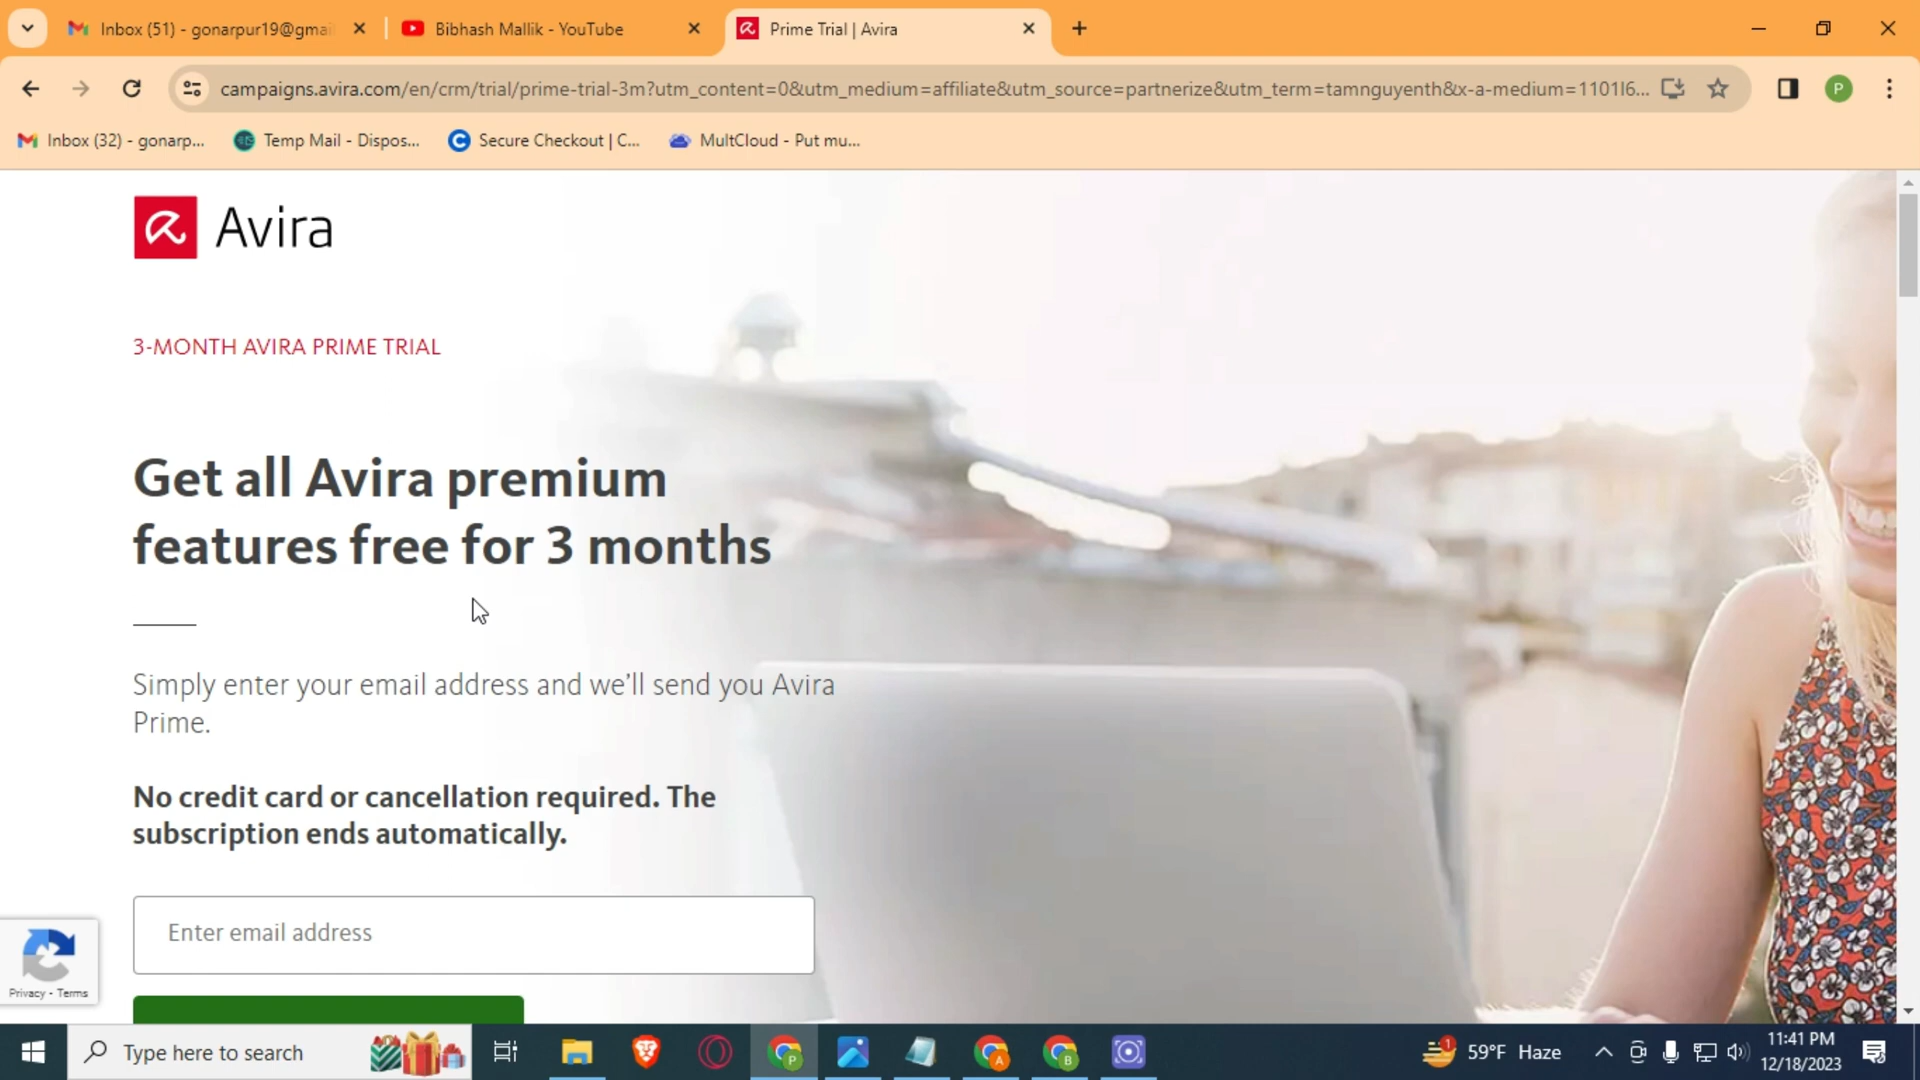 Inbox (51) - gonarpur19@gmai
Bibhash Mallik - YouTube
Prime Trial | Avira
campaigns.avira.com/en/crm/trial/prime-trial-3m?utm_content=0&utm_medium=affiliate&utm_source=partnerize&utm_term=tamnguyenth&x-a-medium=1101l6...
P
Inbox (32) - gonarp...
Temp Mail - Dispos...
Secure Checkout | C...
MultCloud - Put mu...
Avira
3-MONTH AVIRA PRIME TRIAL
Get all Avira premium
features free for 3 months
Simply enter your email address and we'll send you Avira
Prime.
No credit card or cancellation required. The
subscription ends automatically.
Enter email address
Privacy - Terms
Type here to search
P
A
B
1
59°F Haze
11:41 PM
12/18/2023